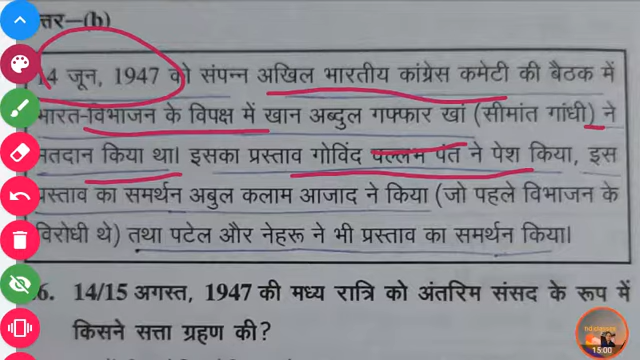 त्तर–(b)
14 जून, 1947 को संपन्न अखिल भारतीय कांग्रेस कमेटी की बैठक में
भारत-विभाजन के विपक्ष में खान अब्दुल गफ्फार खां (सीमांत गांधी) ने
मतदान किया था। इसका प्रस्ताव गोविंद वल्लभ पंत ने पेश किया, इस
प्रस्ताव का समर्थन अबुल कलाम आजाद ने किया (जो पहले विभाजन के
विरोधी थे) तथा पटेल और नेहरू ने भी प्रस्ताव का समर्थन किया।
6. 14/15 अगस्त, 1947 की मध्य रात्रि को अंतरिम संसद के रूप में
किसने सत्ता ग्रहण की?
15:00